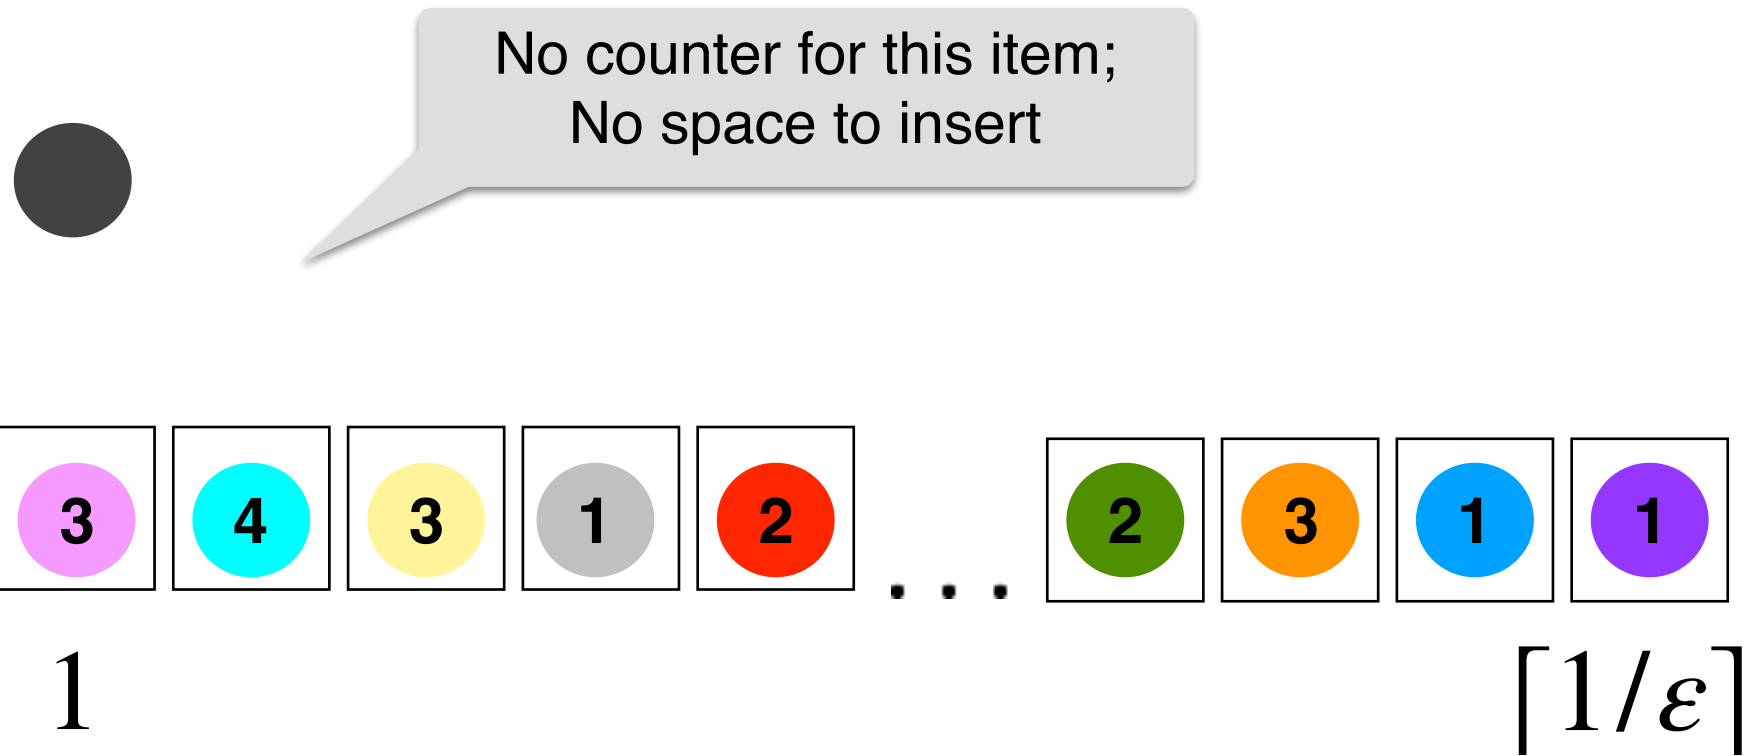 No counter for this item;
No space to insert
3 4 3 1 2 . . . 2 3 1 1
1 ⌈1/ε⌉